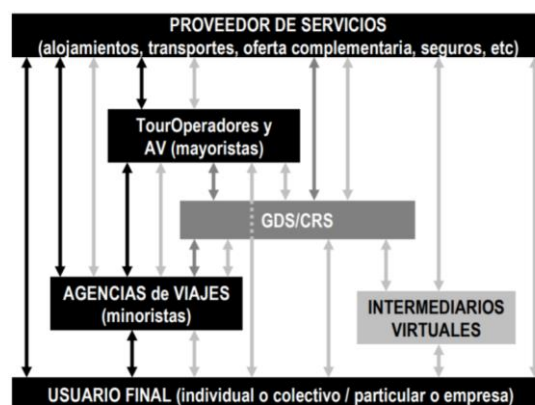 PROVEEDOR DE SERVICIOS
(alojamientos, transportes, oferta complementaria, seguros, etc)
TourOperadores y
AV (mayoristas)
GDS/CRS
AGENCIAS de VIAJES
(minoristas)
INTERMEDIARIOS
VIRTUALES
USUARIO FINAL (individual o colectivo / particular o empresa)